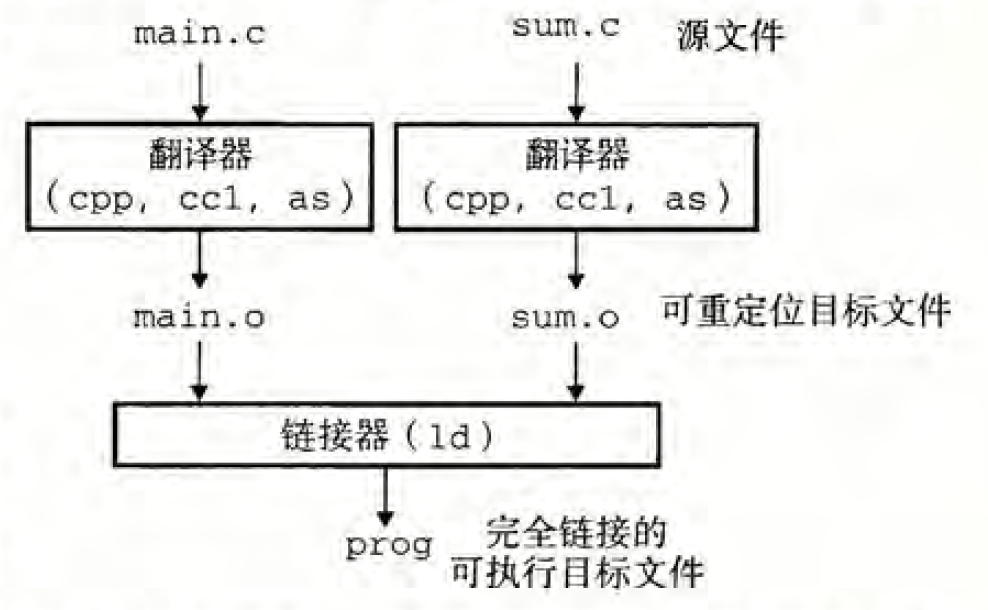 main.c
sum.c
源文件
翻译器
(cpp, cc1, as)
翻译器
(cpp, cc1, as)
main.o
sum.o
可重定位目标文件
链接器(ld)
prog
完全链接的
可执行目标文件